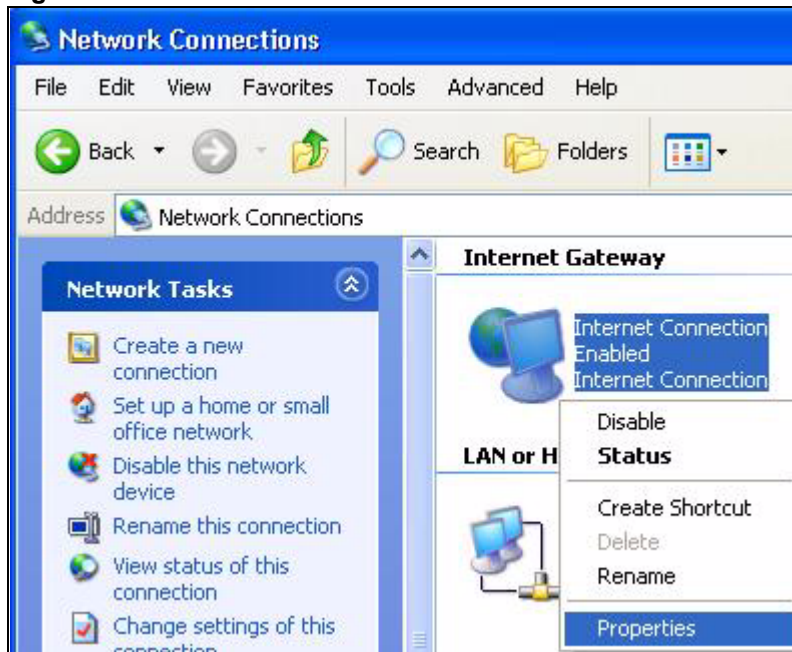 Network Connections
File Edit View Favorites Tools Advanced Help
Back Search Folders
Address Network Connections
Network Tasks
Create a new
connection
Set up a home or small
office network
Disable this network
device
Rename this connection
View status of this
connection
Change settings of this
connection
Internet Gateway
Internet Connection
Enabled
Internet Connection
LAN or H
Disable
Status
Create Shortcut
Delete
Rename
Properties